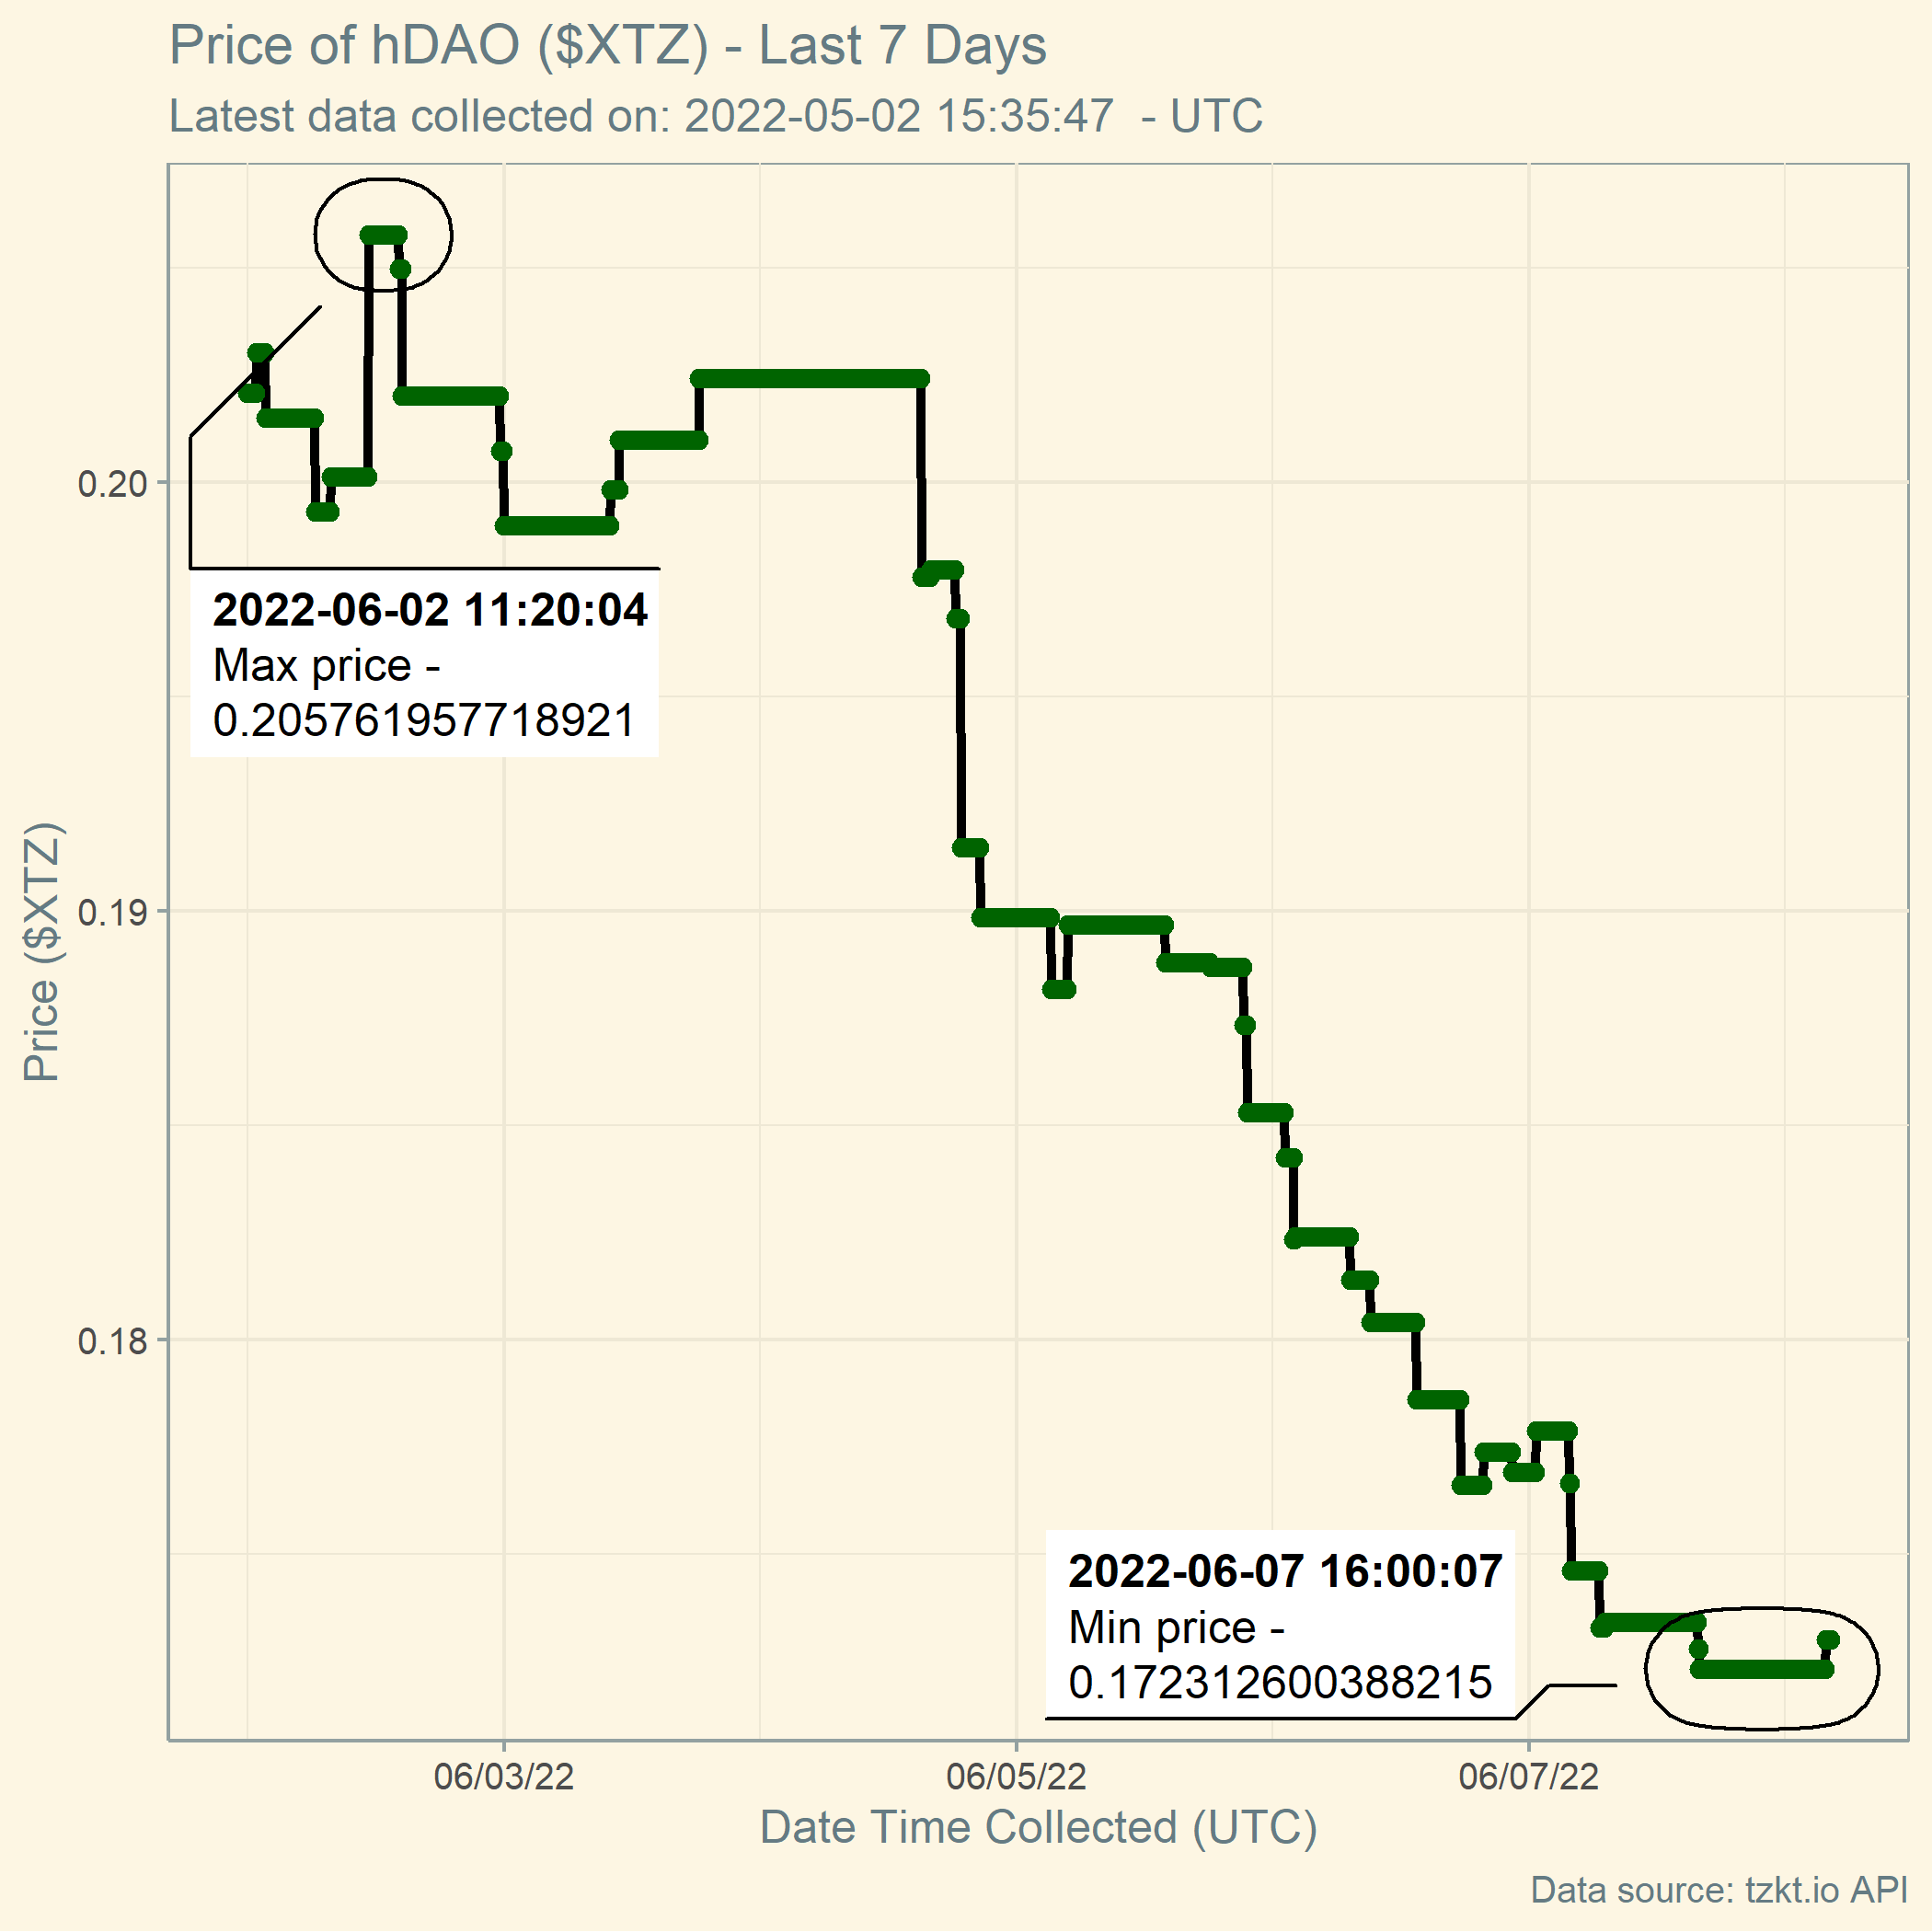 Price of hDAO ($XTZ) - Last 7 Days
Latest data collected on: 2022-05-02 15:35:47  - UTC
0.20
2022-06-02 11:20:04
Max price -
0.205761957718921
Price ($XTZ)
0.19
0.18
2022-06-07 16:00:07
Min price -
0.172312600388215
06/03/22
06/05/22
06/07/22
Date Time Collected (UTC)
Data source: tzkt.io API